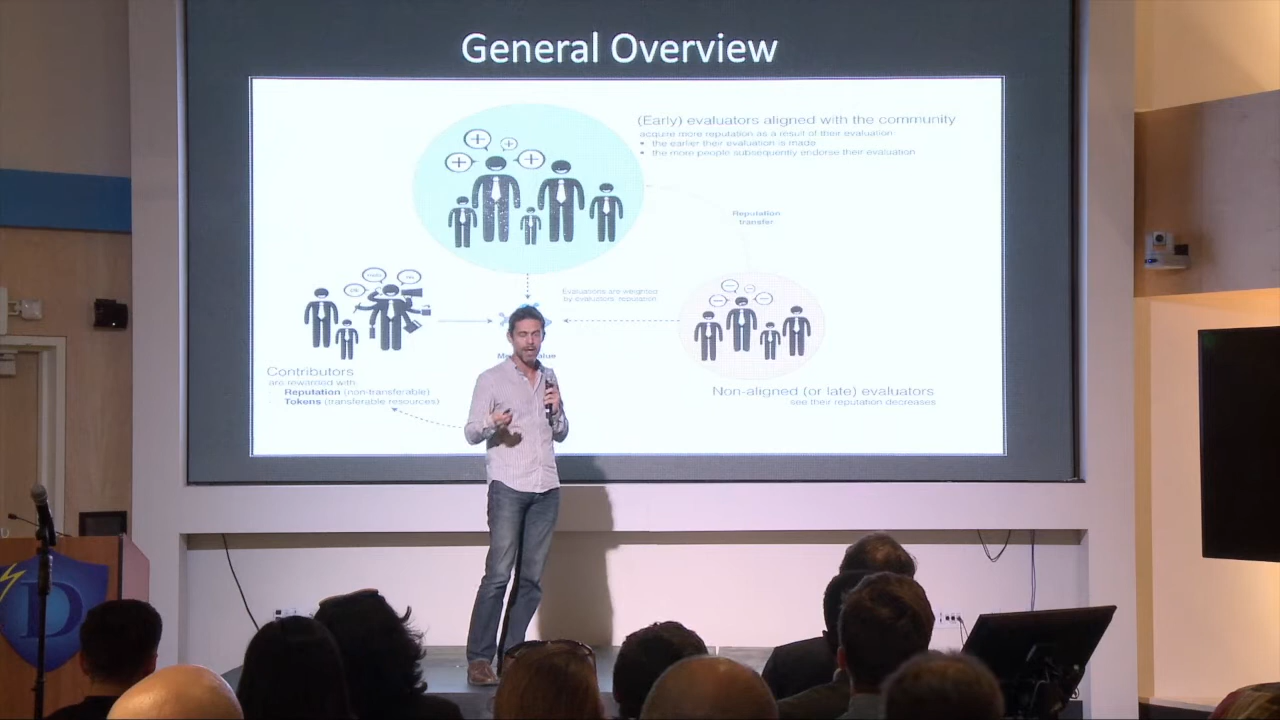 General Overview
(Early) evaluators aligned with the community
acquire more reputation as a result of their evaluation
• the earlier their evaluation is made
• the more people subsequently endorse their evaluation
Reputation
transfer
Evaluations are weighted
by evaluators' reputation
Contributors
are rewarded with
Reputation (non-transferable)
Tokens (transferable resources)
Non-aligned (or late) evaluators
see their reputation decreases
D